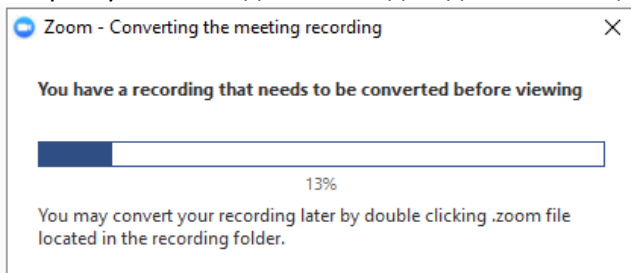 Zoom - Converting the meeting recording
You have a recording that needs to be converted before viewing
13%
You may convert your recording later by double clicking .zoom file
located in the recording folder.